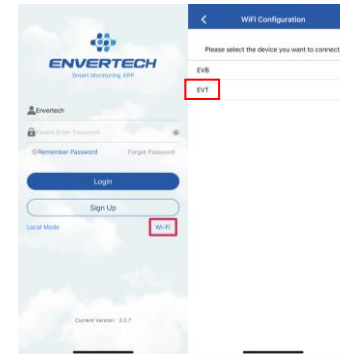 ENVERTECH
Smart Monitoring APP
Envertech
Please Enter Password
Remember Password
Forget Password
Login
Sign Up
Local Mode
Wi-Fi
Current Version: 3.2.7
WiFi Configuration
Please select the device you want to connect
EVB
EVT